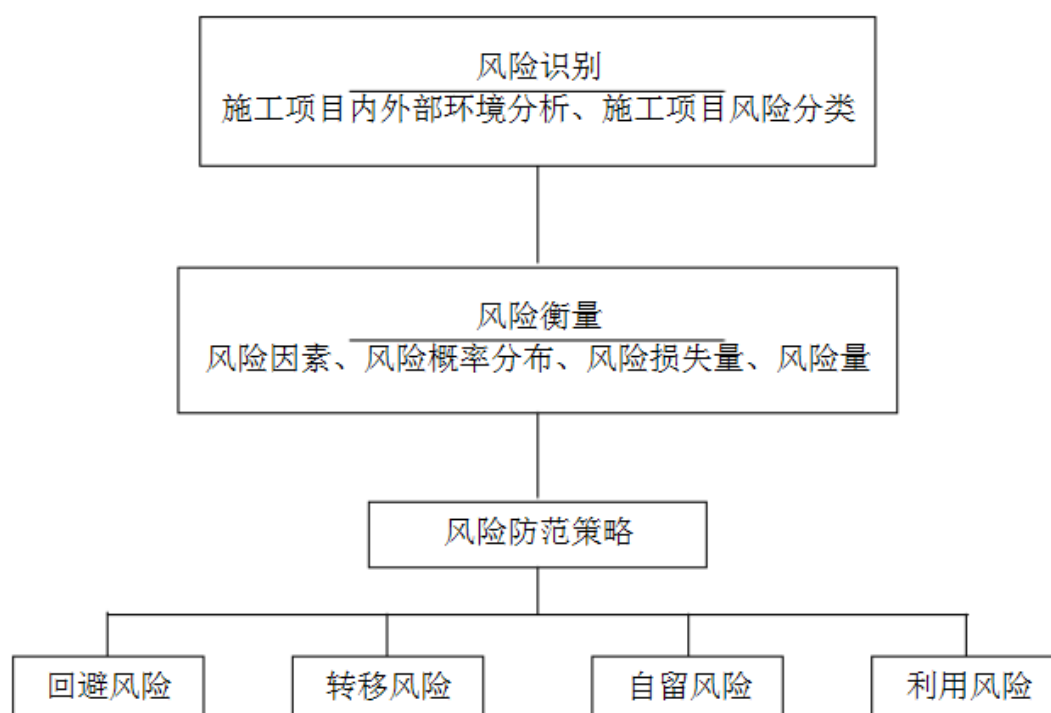 风险识别
施工项目内外部环境分析、施工项目风险分类
风险衡量
风险因素、风险概率分布、风险损失量、风险量
风险防范策略
回避风险
转移风险
自留风险
利用风险